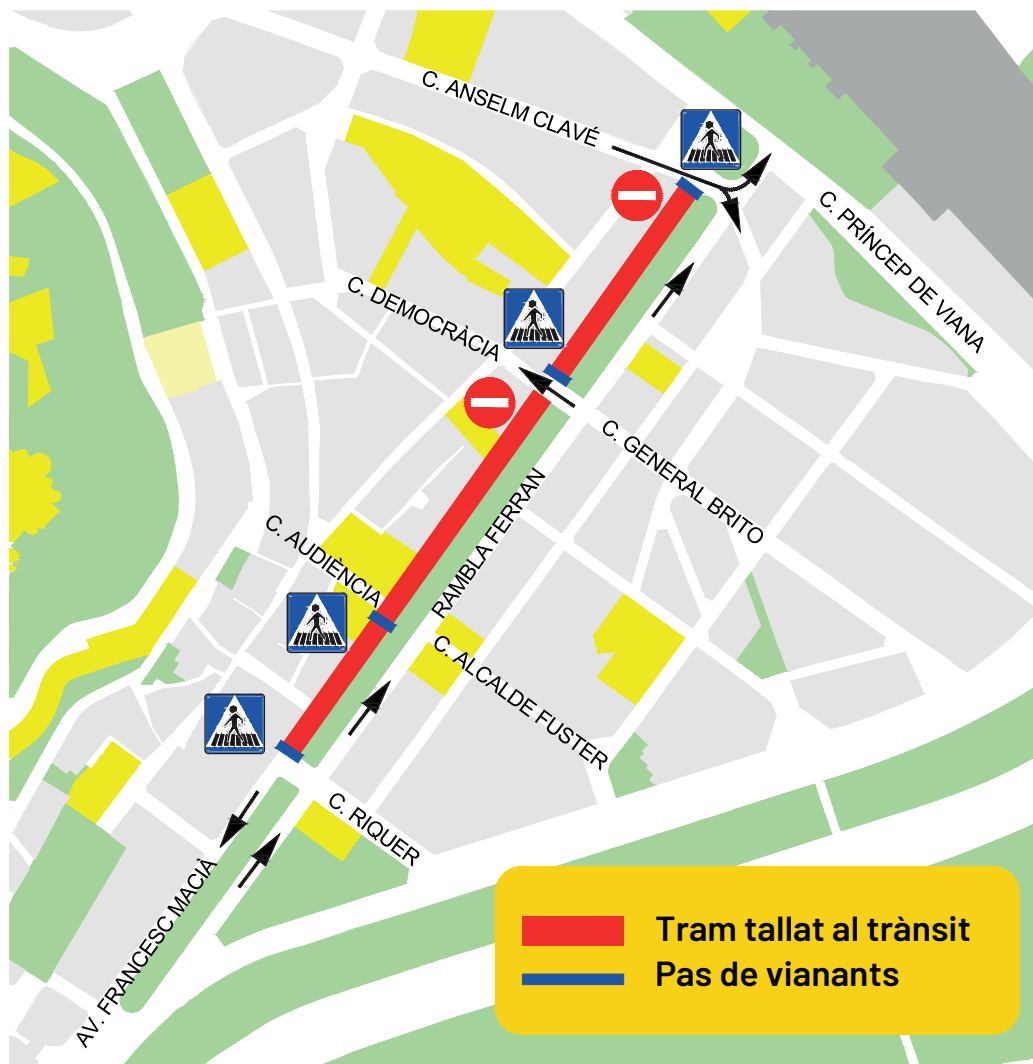 C. ANSELM CLAVÉ
C. PRÍNCEP DE VIANA
C. DEMOCRÀCIA
C. GENERAL BRITO
RAMBLA FERRAN
C. AUDIÈNCIA
C. ALCALDE FUSTER
C. RIQUER
AV. FRANCESC MACIÀ
Tram tallat al trànsit
Pas de vianants